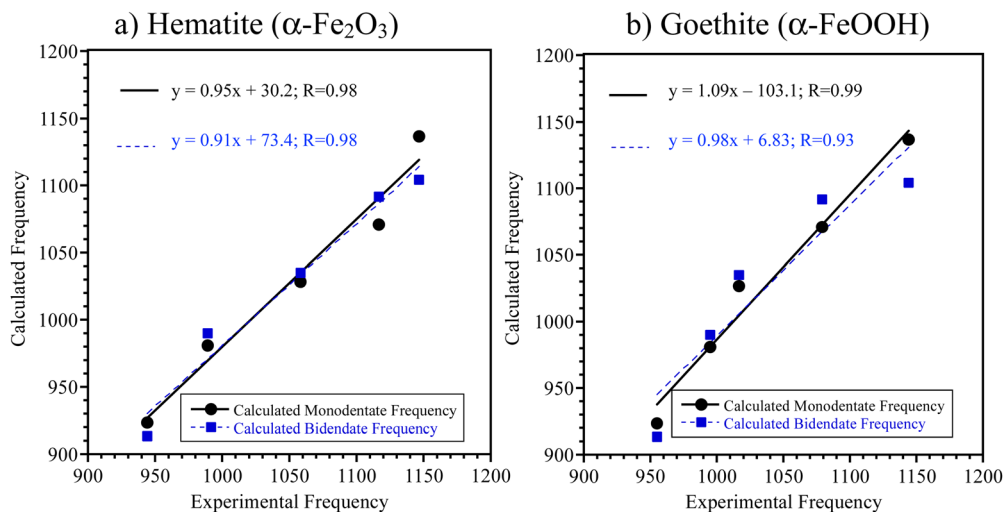 a) Hematite (α-Fe₂O₃)
1200
1150
1100
1050
1000
950
900
Calculated Frequency
y = 0.95x + 30.2; R=0.98
y = 0.91x + 73.4; R=0.98
Calculated Monodentate Frequency
Calculated Bidendate Frequency
900 950 1000 1050 1100 1150 1200
Experimental Frequency
b) Goethite (α-FeOOH)
1200
1150
1100
1050
1000
950
900
Calculated Frequency
y = 1.09x – 103.1; R=0.99
y = 0.98x + 6.83; R=0.93
Calculated Monodentate Frequency
Calculated Bidendate Frequency
900 950 1000 1050 1100 1150 1200
Experimental Frequency